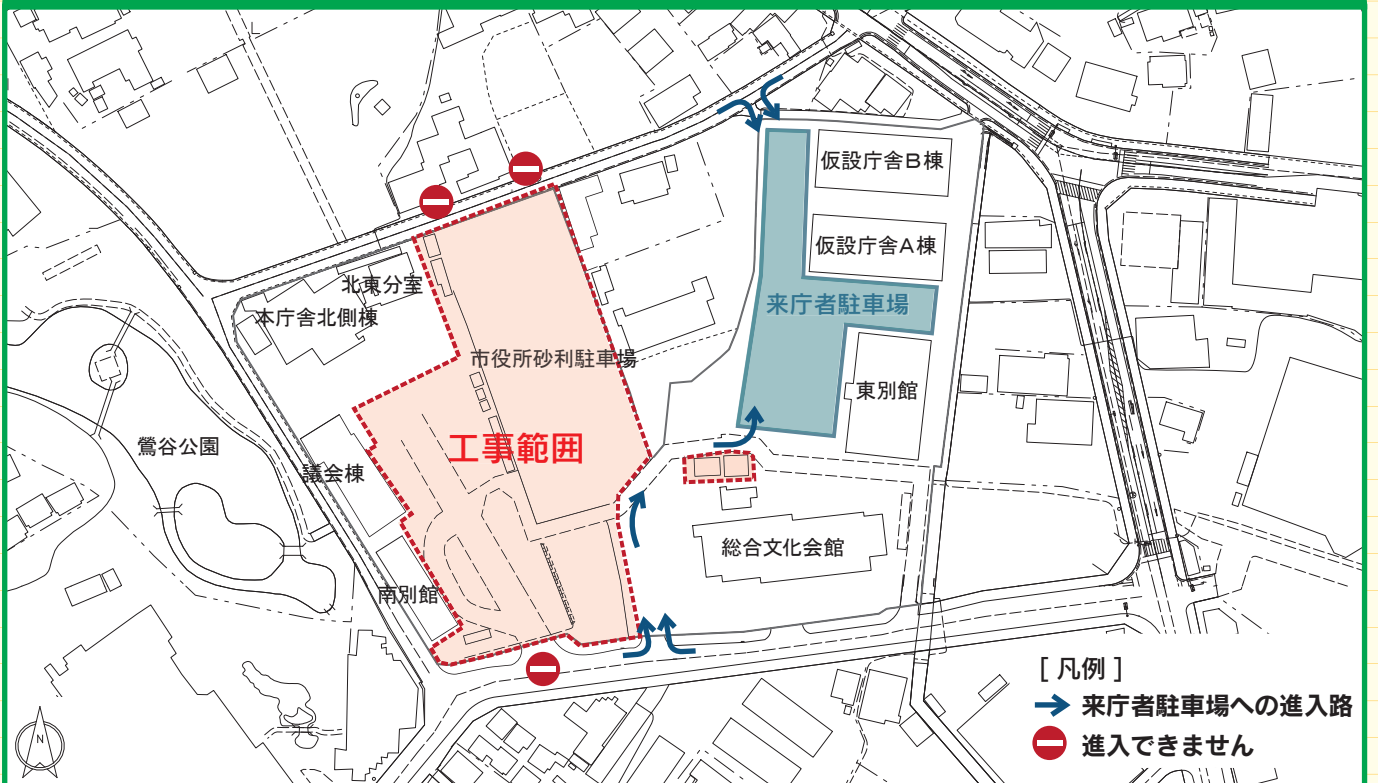 仮設庁舎B棟
仮設庁舎A棟
北東分室
来庁者駐車場
本庁舎北側棟
市役所砂利駐車場
東別館
鶯谷公園
工事範囲
議会棟
総合文化会館
南別館
[ 凡例 ]
来庁者駐車場への進入路
進入できません
N